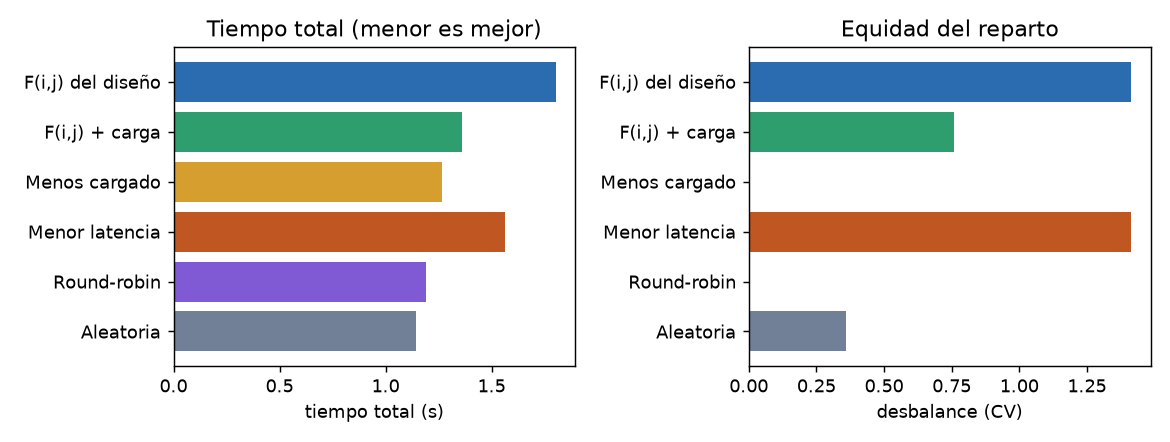 Tiempo total (menor es mejor)
F(i,j) del diseño
F(i,j) + carga
Menos cargado
Menor latencia
Round-robin
Aleatoria
0.0 0.5 1.0 1.5
tiempo total (s)
Equidad del reparto
F(i,j) del diseño
F(i,j) + carga
Menos cargado
Menor latencia
Round-robin
Aleatoria
0.00 0.25 0.50 0.75 1.00 1.25
desbalance (CV)